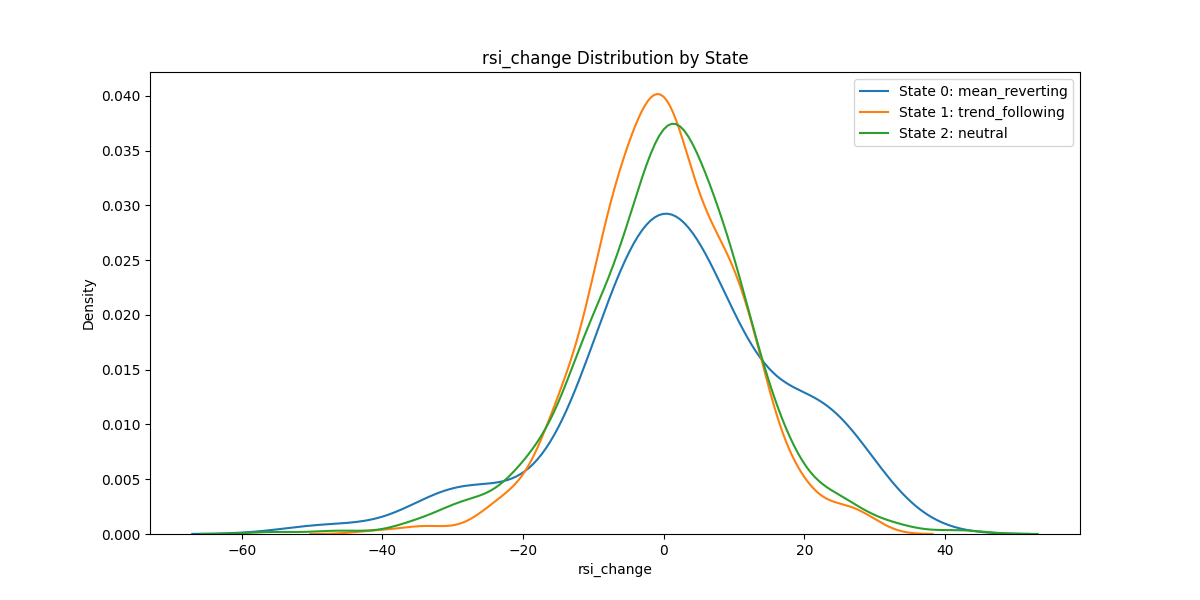 rsi_change Distribution by State
State 0: mean_reverting
State 1: trend_following
State 2: neutral
Density
0.040
0.035
0.030
0.025
0.020
0.015
0.010
0.005
0.000
−60
−40
−20
0
20
40
rsi_change